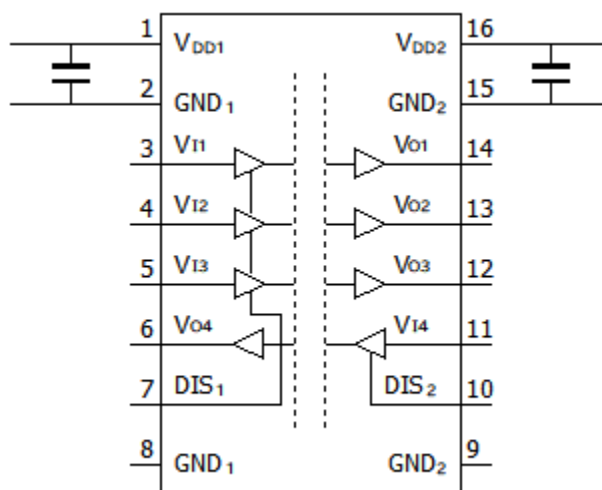 1 VDD1 VDD2 16
2 GND1 GND2 15
3 VI1 VO1 14
4 VI2 VO2 13
5 VI3 VO3 12
6 VO4 VI4 11
7 DIS1 DIS2 10
8 GND1 GND2 9